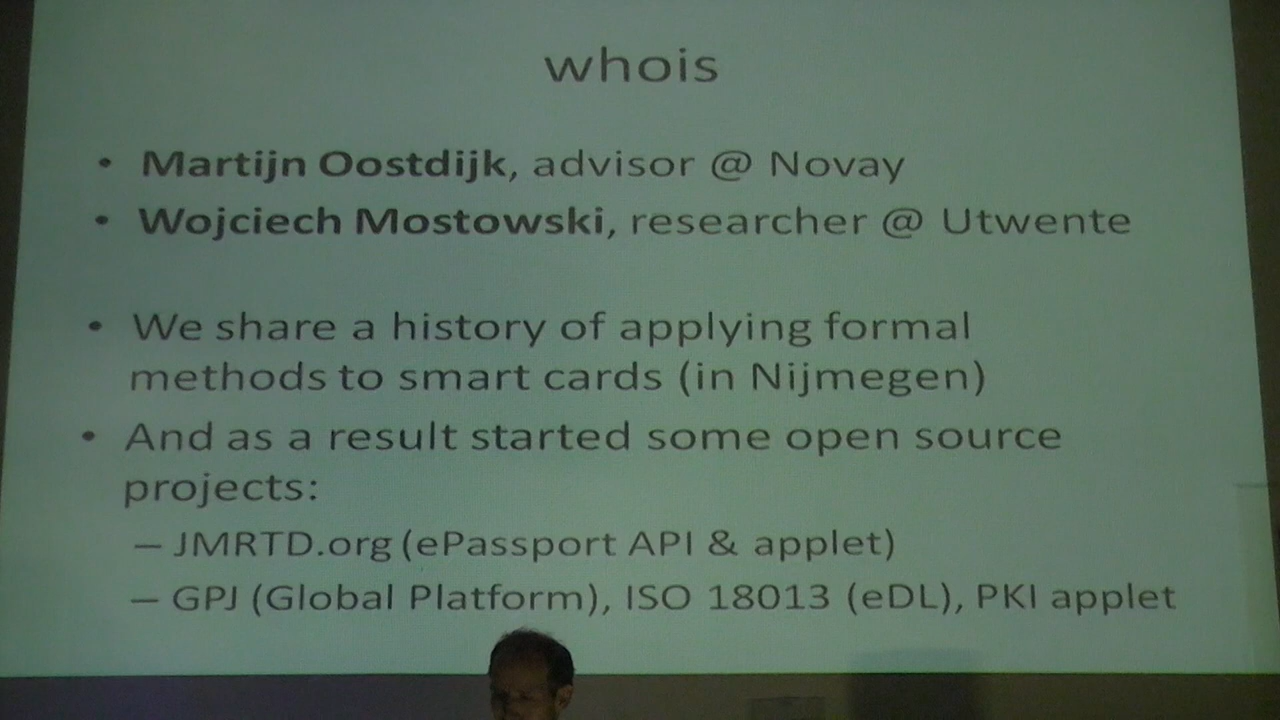 whois
• Martijn Oostdijk, advisor @ Novay
• Wojciech Mostowski, researcher @ Utwente
• We share a history of applying formal
methods to smart cards (in Nijmegen)
• And as a result started some open source
projects:
– JMRTD.org (ePassport API & applet)
– GPJ (Global Platform), ISO 18013 (eDL), PKI applet